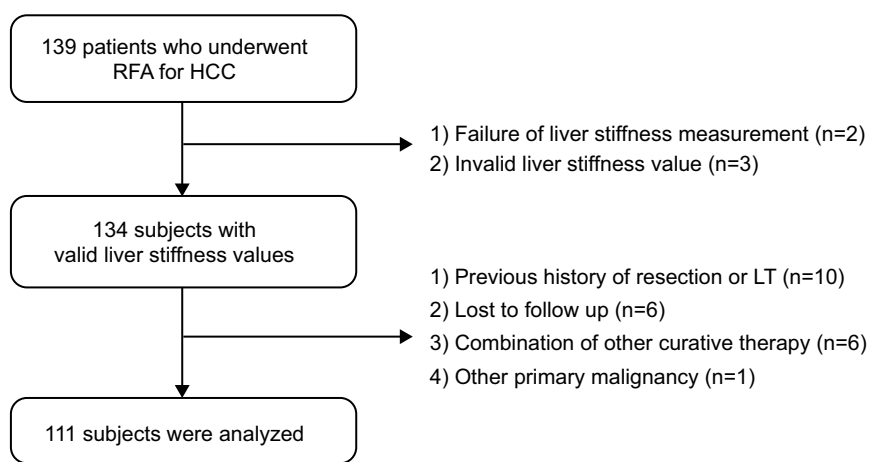 139 patients who underwent
RFA for HCC
1) Failure of liver stiffness measurement (n=2)
2) Invalid liver stiffness value (n=3)
134 subjects with
valid liver stiffness values
1) Previous history of resection or LT (n=10)
2) Lost to follow up (n=6)
3) Combination of other curative therapy (n=6)
4) Other primary malignancy (n=1)
111 subjects were analyzed